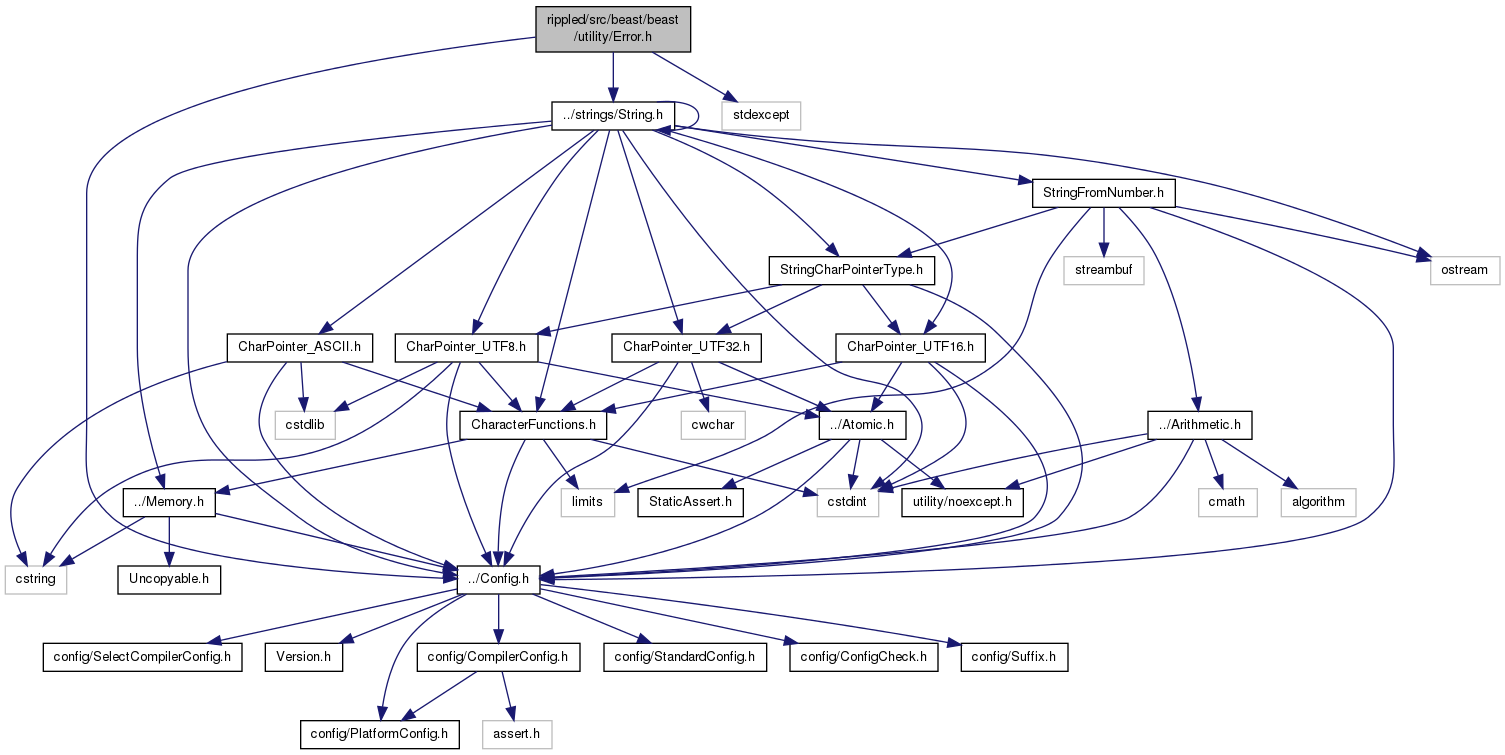 rippled/src/beast/beast
/utility/Error.h
../strings/String.h
stdexcept
StringFromNumber.h
StringCharPointerType.h
streambuf
ostream
CharPointer_ASCII.h
CharPointer_UTF8.h
CharPointer_UTF32.h
CharPointer_UTF16.h
cstdlib
CharacterFunctions.h
cwchar
../Atomic.h
../Arithmetic.h
../Memory.h
limits
StaticAssert.h
cstdint
utility/noexcept.h
cmath
algorithm
cstring
Uncopyable.h
../Config.h
config/SelectCompilerConfig.h
Version.h
config/CompilerConfig.h
config/StandardConfig.h
config/ConfigCheck.h
config/Suffix.h
config/PlatformConfig.h
assert.h